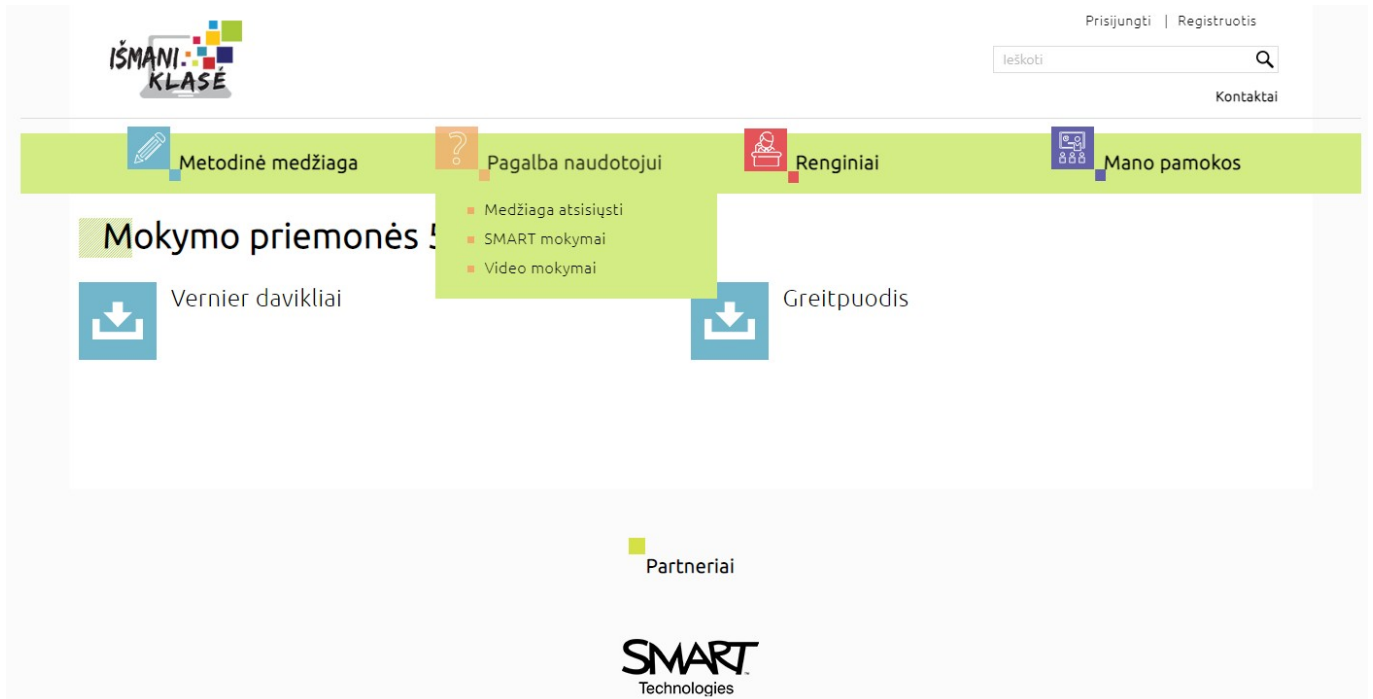 IŠMANI
KLASĖ
Prisijungti | Registruotis
Ieškoti
Kontaktai
Metodinė medžiaga
Pagalba naudotojui
Renginiai
Mano pamokos
Medžiaga atsisiųsti
SMART mokymai
Video mokymai
Mokymo priemonės
Vernier davikliai
Greitpuodis
Partneriai
SMART
Technologies